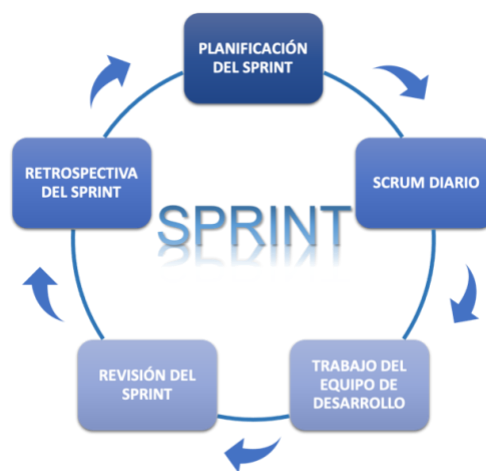 PLANIFICACIÓN
DEL SPRINT
SCRUM DIARIO
TRABAJO DEL
EQUIPO DE
DESARROLLO
REVISIÓN DEL
SPRINT
RETROSPECTIVA
DEL SPRINT
SPRINT